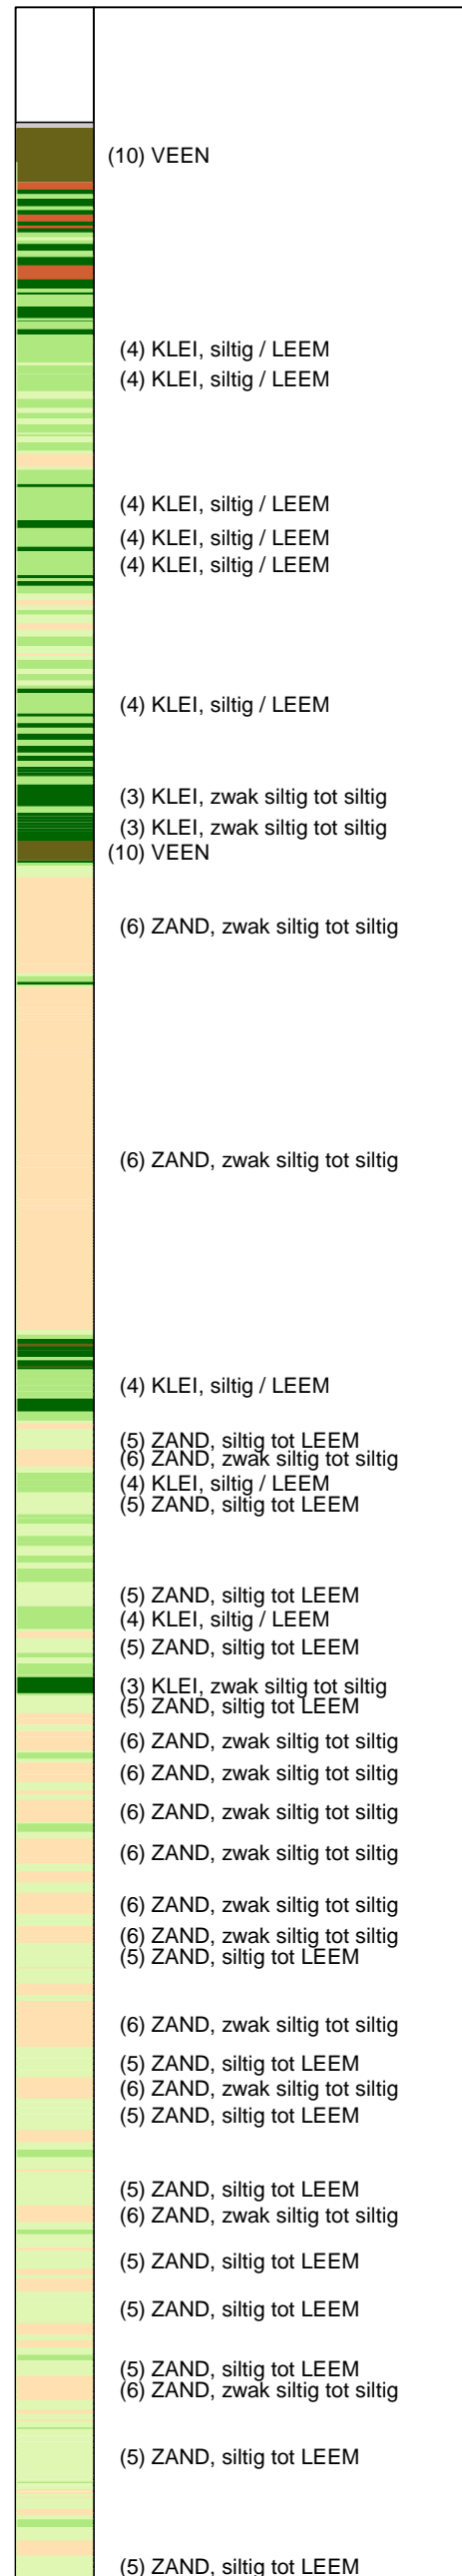 (10) VEEN
(4) KLEI, siltig / LEEM
(4) KLEI, siltig / LEEM
(4) KLEI, siltig / LEEM
(4) KLEI, siltig / LEEM
(4) KLEI, siltig / LEEM
(4) KLEI, siltig / LEEM
(3) KLEI, zwak siltig tot siltig
(3) KLEI, zwak siltig tot siltig
(10) VEEN
(6) ZAND, zwak siltig tot siltig
(6) ZAND, zwak siltig tot siltig
(4) KLEI, siltig / LEEM
(5) ZAND, siltig tot LEEM
(6) ZAND, zwak siltig tot siltig
(4) KLEI, siltig / LEEM
(5) ZAND, siltig tot LEEM
(5) ZAND, siltig tot LEEM
(4) KLEI, siltig / LEEM
(5) ZAND, siltig tot LEEM
(3) KLEI, zwak siltig tot siltig
(5) ZAND, siltig tot LEEM
(6) ZAND, zwak siltig tot siltig
(6) ZAND, zwak siltig tot siltig
(6) ZAND, zwak siltig tot siltig
(6) ZAND, zwak siltig tot siltig
(6) ZAND, zwak siltig tot siltig
(6) ZAND, zwak siltig tot siltig
(5) ZAND, siltig tot LEEM
(6) ZAND, zwak siltig tot siltig
(5) ZAND, siltig tot LEEM
(6) ZAND, zwak siltig tot siltig
(5) ZAND, siltig tot LEEM
(5) ZAND, siltig tot LEEM
(6) ZAND, zwak siltig tot siltig
(5) ZAND, siltig tot LEEM
(5) ZAND, siltig tot LEEM
(5) ZAND, siltig tot LEEM
(6) ZAND, zwak siltig tot siltig
(5) ZAND, siltig tot LEEM
(5) ZAND, siltig tot LEEM